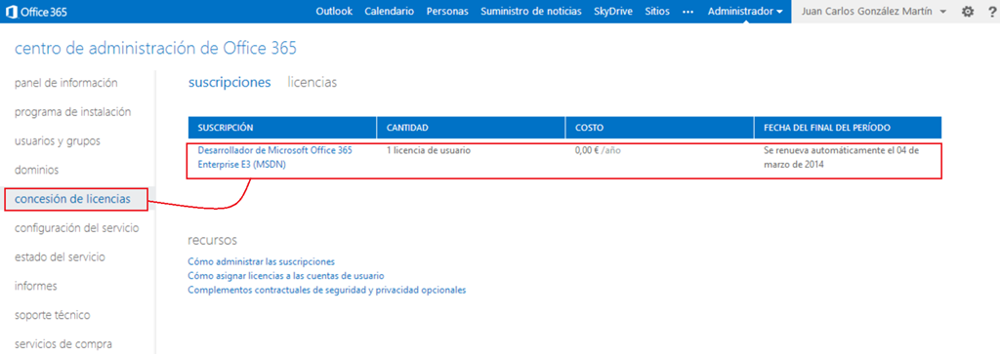 Office 365 Outlook Calendario Personas Suministro de noticias SkyDrive Sitios ••• Administrador Juan Carlos González Martín ?
centro de administración de Office 365
panel de información
programa de instalación
usuarios y grupos
dominios
concesión de licencias
configuración del servicio
estado del servicio
informes
soporte técnico
servicios de compra
suscripciones licencias
SUSCRIPCIÓN CANTIDAD COSTO FECHA DEL FINAL DEL PERÍODO
Desarrollador de Microsoft Office 365 1 licencia de usuario 0,00 € /año Se renueva automáticamente el 04 de
Enterprise E3 (MSDN) marzo de 2014
recursos
Cómo administrar las suscripciones
Cómo asignar licencias a las cuentas de usuario
Complementos contractuales de seguridad y privacidad opcionales